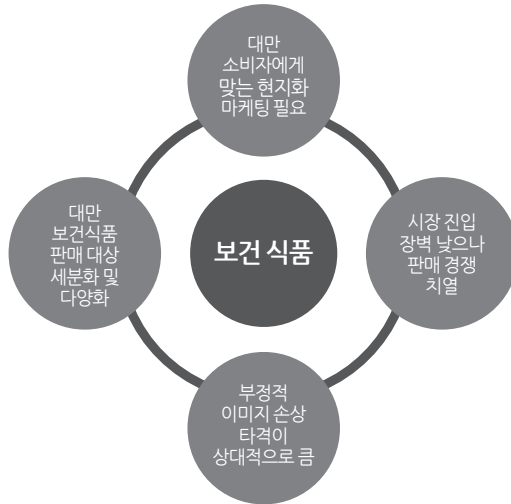 대만
소비자에게
맞는 현지화
마케팅 필요
대만
보건식품
판매 대상
세분화 및
다양화
보건 식품
시장 진입
장벽 낮으나
판매 경쟁
치열
부정적
이미지 손상
타격이
상대적으로 큼